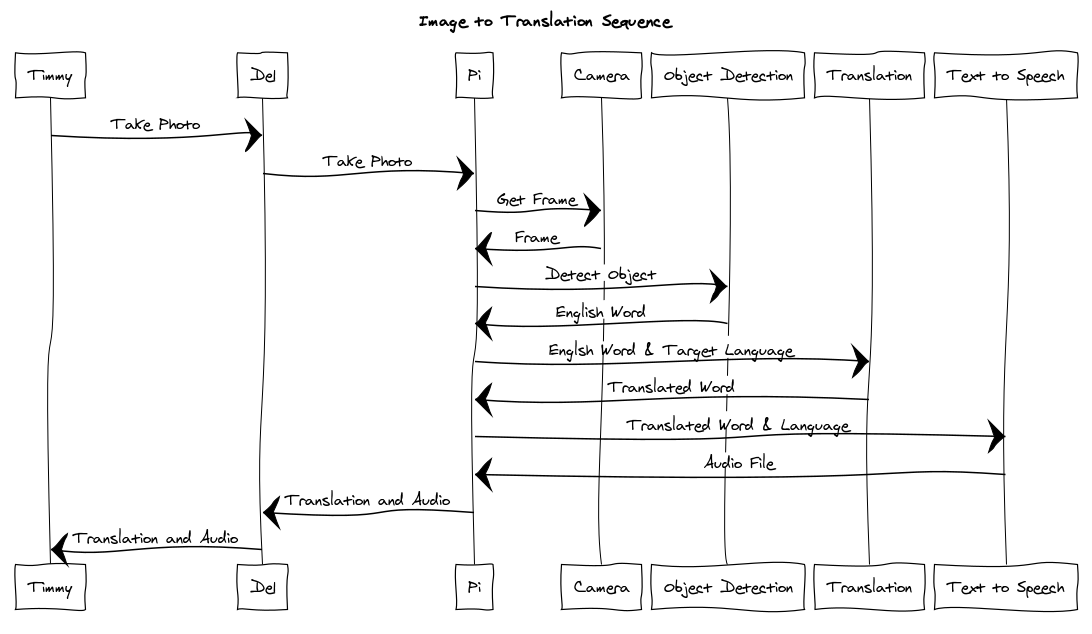 Image to Translation Sequence
Timmy Del Pi Camera Object Detection Translation Text to Speech
Take Photo
Take Photo
Get Frame
Frame
Detect Object
English Word
Englsh Word & Target Language
Translated Word
Translated Word & Language
Audio File
Translation and Audio
Translation and Audio
Timmy Del Pi Camera Object Detection Translation Text to Speech